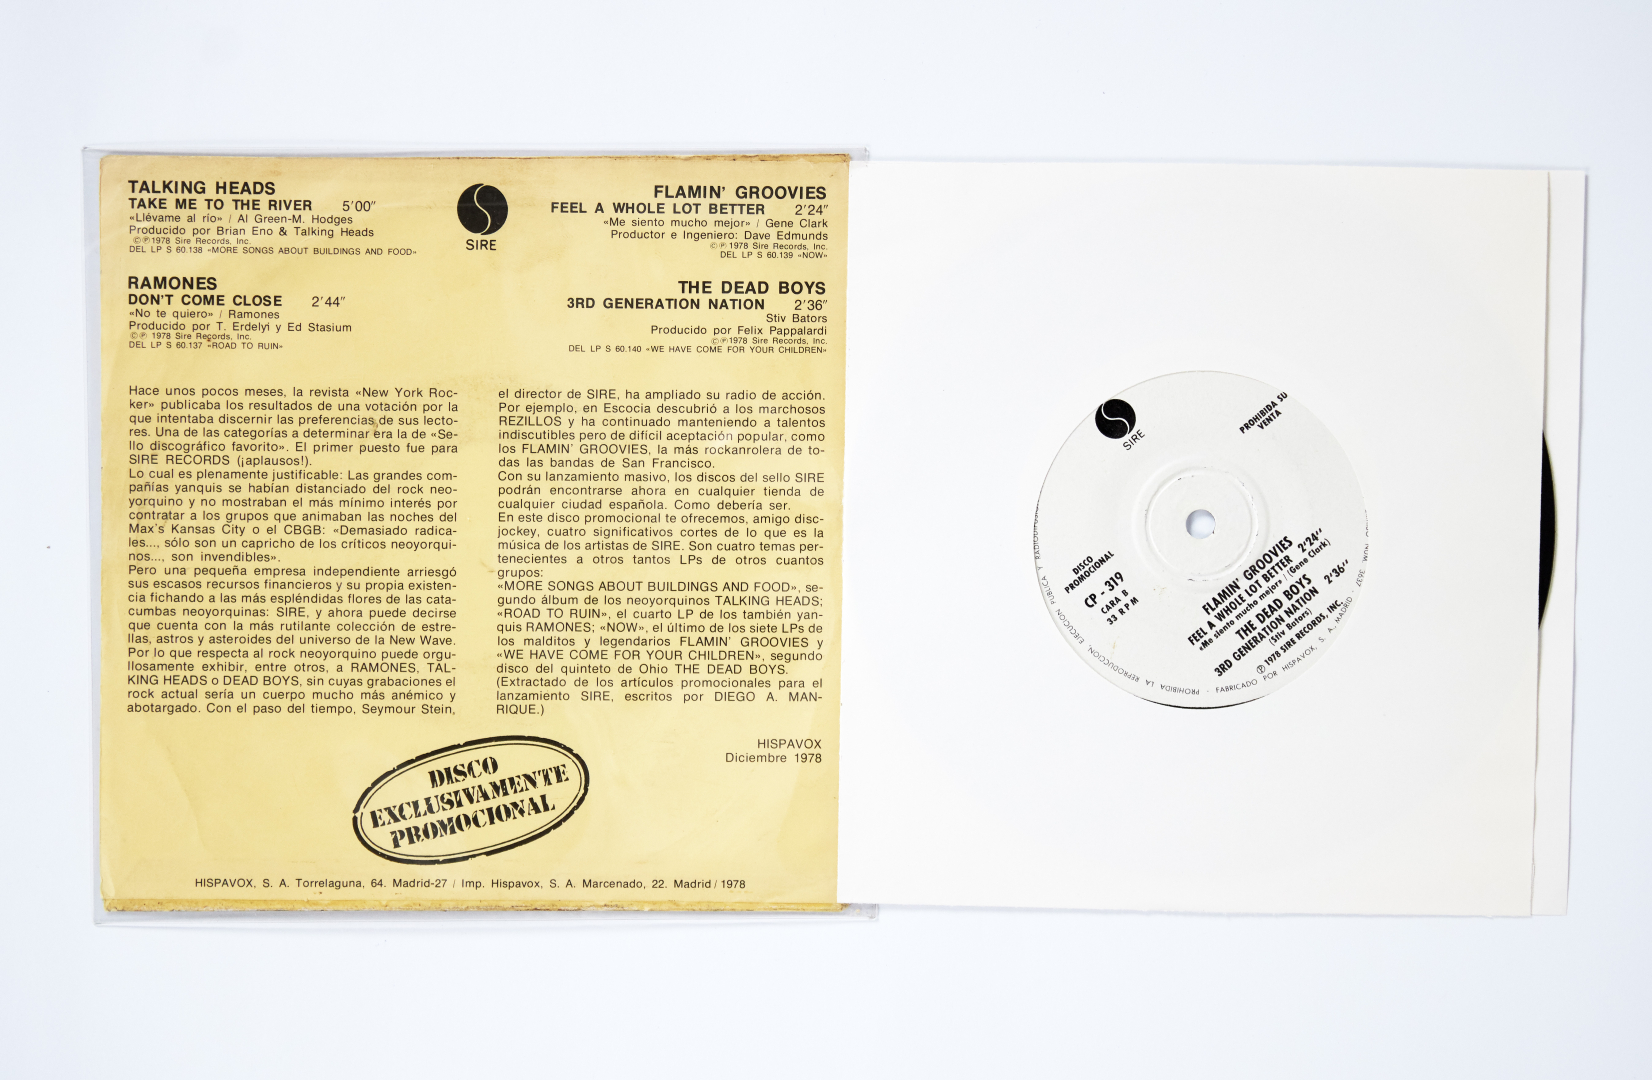 TALKING HEADS
TAKE ME TO THE RIVER 5'00"
«Llévame al río» / Al Green-M. Hodges
Producido por Brian Eno & Talking Heads
©℗ 1978 Sire Records, Inc.
DEL LP S 60.138 «MORE SONGS ABOUT BUILDINGS AND FOOD»
RAMONES
DON'T COME CLOSE 2'44"
«No te quiero» / Ramones
Producido por T. Erdelyi y Ed Stasium
©℗ 1978 Sire Records, Inc.
DEL LP S 60.137 «ROAD TO RUIN»
SIRE
FLAMIN' GROOVIES
FEEL A WHOLE LOT BETTER 2'24"
«Me siento mucho mejor» / Gene Clark
Productor e Ingeniero: Dave Edmunds
©℗ 1978 Sire Records, Inc.
DEL LP S 60.139 «NOW»
THE DEAD BOYS
3RD GENERATION NATION 2'36"
Stiv Bators
Producido por Felix Pappalardi
©℗ 1978 Sire Records, Inc.
DEL LP S 60.140 «WE HAVE COME FOR YOUR CHILDREN»
Hace unos pocos meses, la revista «New York Roc-
ker» publicaba los resultados de una votación por la
que intentaba discernir las preferencias de sus lecto-
res. Una de las categorías a determinar era la de «Se-
llo discográfico favorito». El primer puesto fue para
SIRE RECORDS (¡aplausos!).
Lo cual es plenamente justificable: Las grandes com-
pañías yanquis se habían distanciado del rock neo-
yorquino y no mostraban el más mínimo interés por
contratar a los grupos que animaban las noches del
Max's Kansas City o el CBGB: «Demasiado radica-
les..., sólo son un capricho de los críticos neoyorqui-
nos..., son invendibles».
Pero una pequeña empresa independiente arriesgó
sus escasos recursos financieros y su propia existen-
cia fichando a las más espléndidas flores de las cata-
cumbas neoyorquinas: SIRE, y ahora puede decirse
que cuenta con la más rutilante colección de estre-
llas, astros y asteroides del universo de la New Wave.
Por lo que respecta al rock neoyorquino puede orgu-
llosamente exhibir, entre otros, a RAMONES, TAL-
KING HEADS o DEAD BOYS, sin cuyas grabaciones el
rock actual sería un cuerpo mucho más anémico y
abotargado. Con el paso del tiempo, Seymour Stein,
el director de SIRE, ha ampliado su radio de acción.
Por ejemplo, en Escocia descubrió a los marchosos
REZILLOS y ha continuado manteniendo a talentos
indiscutibles pero de difícil aceptación popular, como
los FLAMIN' GROOVIES, la más rockanrolera de to-
das las bandas de San Francisco.
Con su lanzamiento masivo, los discos del sello SIRE
podrán encontrarse ahora en cualquier tienda de
cualquier ciudad española. Como debería ser.
En este disco promocional te ofrecemos, amigo disc-
jockey, cuatro significativos cortes de lo que es la
música de los artistas de SIRE. Son cuatro temas per-
tenecientes a otros tantos LPs de otros cuantos
grupos:
«MORE SONGS ABOUT BUILDINGS AND FOOD», se-
gundo álbum de los neoyorquinos TALKING HEADS;
«ROAD TO RUIN», el cuarto LP de los también yan-
quis RAMONES; «NOW», el último de los siete LPs de
los malditos y legendarios FLAMIN' GROOVIES y
«WE HAVE COME FOR YOUR CHILDREN», segundo
disco del quinteto de Ohio THE DEAD BOYS.
(Extractado de los artículos promocionales para el
lanzamiento SIRE, escritos por DIEGO A. MAN-
RIQUE.)
HISPAVOX
Diciembre 1978
DISCO
EXCLUSIVAMENTE
PROMOCIONAL
HISPAVOX, S. A. Torrelaguna, 64. Madrid-27 / Imp. Hispavox, S. A. Marcenado, 22. Madrid / 1978
SIRE
PROHIBIDA SU
VENTA
DISCO
PROMOCIONAL
CP - 319
CARA B
33 RPM
FLAMIN' GROOVIES
FEEL A WHOLE LOT BETTER 2'24"
«Me siento mucho mejor» / (Gene Clark)
THE DEAD BOYS
3RD GENERATION NATION 2'36"
(Stiv Bators)
℗ 1978 SIRE RECORDS, INC.
PROHIBIDA LA REPRODUCCION, EJECUCION PUBLICA Y
FABRICADO POR HISPAVOX, S. A. MADRID -